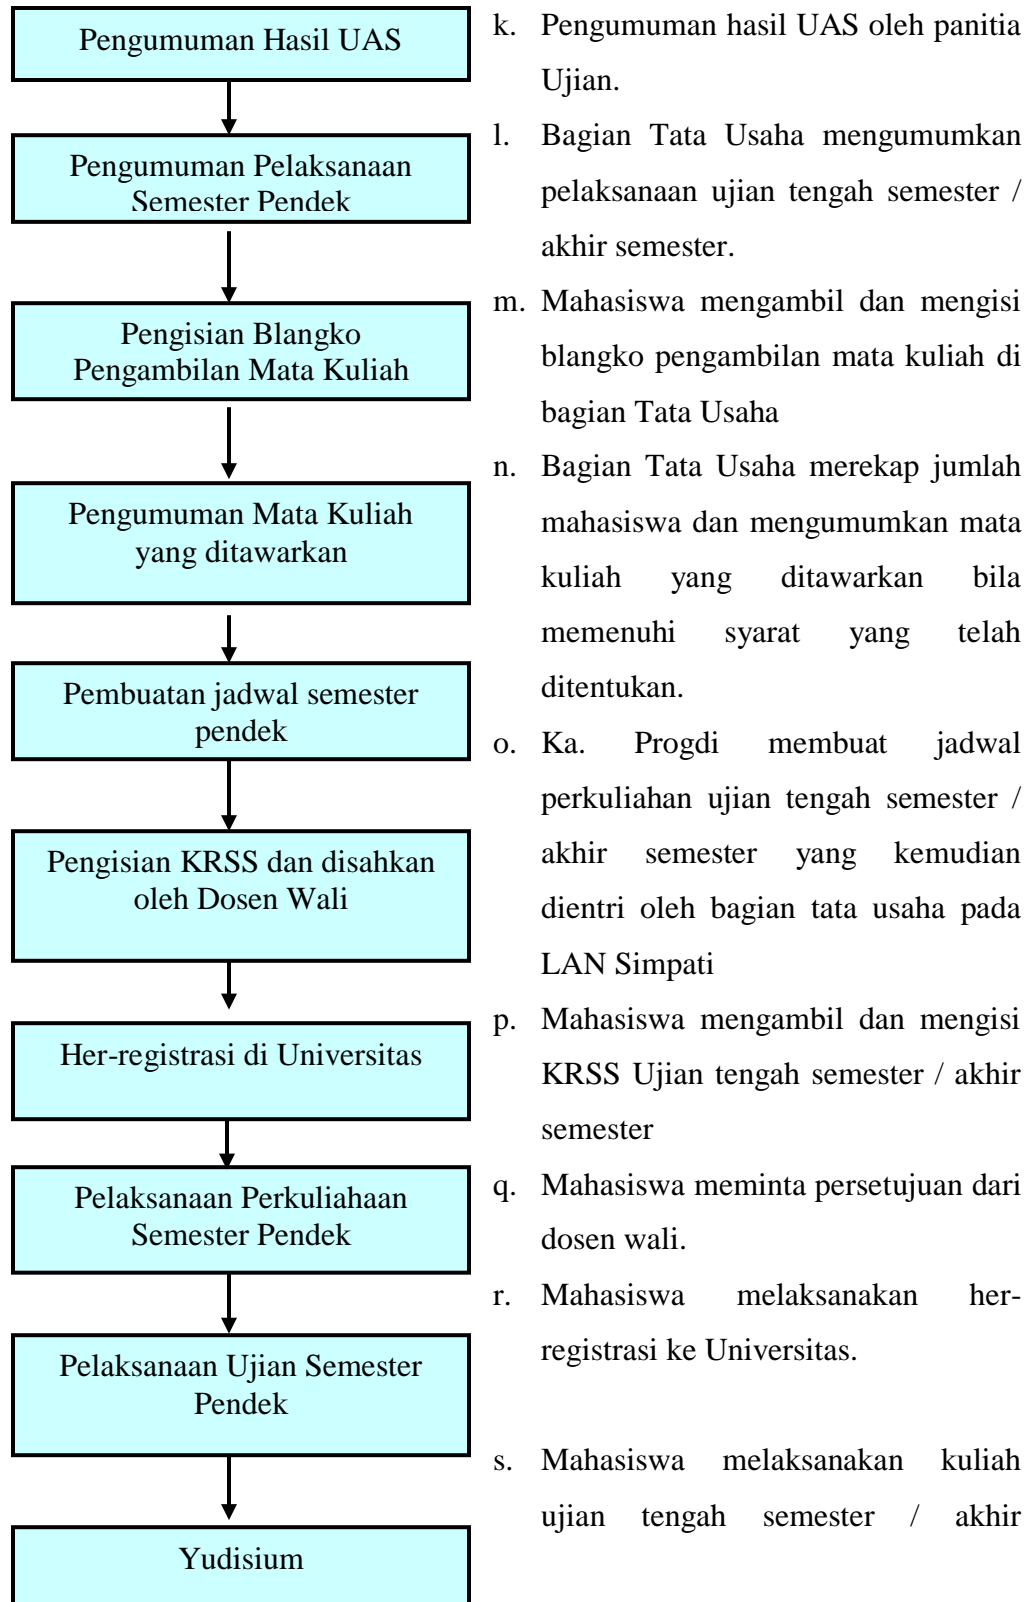 Pengumuman Hasil UAS
Pengumuman Pelaksanaan
Semester Pendek
Pengisian Blangko
Pengambilan Mata Kuliah
Pengumuman Mata Kuliah
yang ditawarkan
Pembuatan jadwal semester
pendek
Pengisian KRSS dan disahkan
oleh Dosen Wali
Her-registrasi di Universitas
Pelaksanaan Perkuliahaan
Semester Pendek
Pelaksanaan Ujian Semester
Pendek
Yudisium
k. Pengumuman hasil UAS oleh panitia
Ujian.
l. Bagian Tata Usaha mengumumkan
pelaksanaan ujian tengah semester /
akhir semester.
m. Mahasiswa mengambil dan mengisi
blangko pengambilan mata kuliah di
bagian Tata Usaha
n. Bagian Tata Usaha merekap jumlah
mahasiswa dan mengumumkan mata
kuliah yang ditawarkan bila
memenuhi syarat yang telah
ditentukan.
o. Ka. Progdi membuat jadwal
perkuliahan ujian tengah semester /
akhir semester yang kemudian
dientri oleh bagian tata usaha pada
LAN Simpati
p. Mahasiswa mengambil dan mengisi
KRSS Ujian tengah semester / akhir
semester
q. Mahasiswa meminta persetujuan dari
dosen wali.
r. Mahasiswa melaksanakan her-
registrasi ke Universitas.
s. Mahasiswa melaksanakan kuliah
ujian tengah semester / akhir